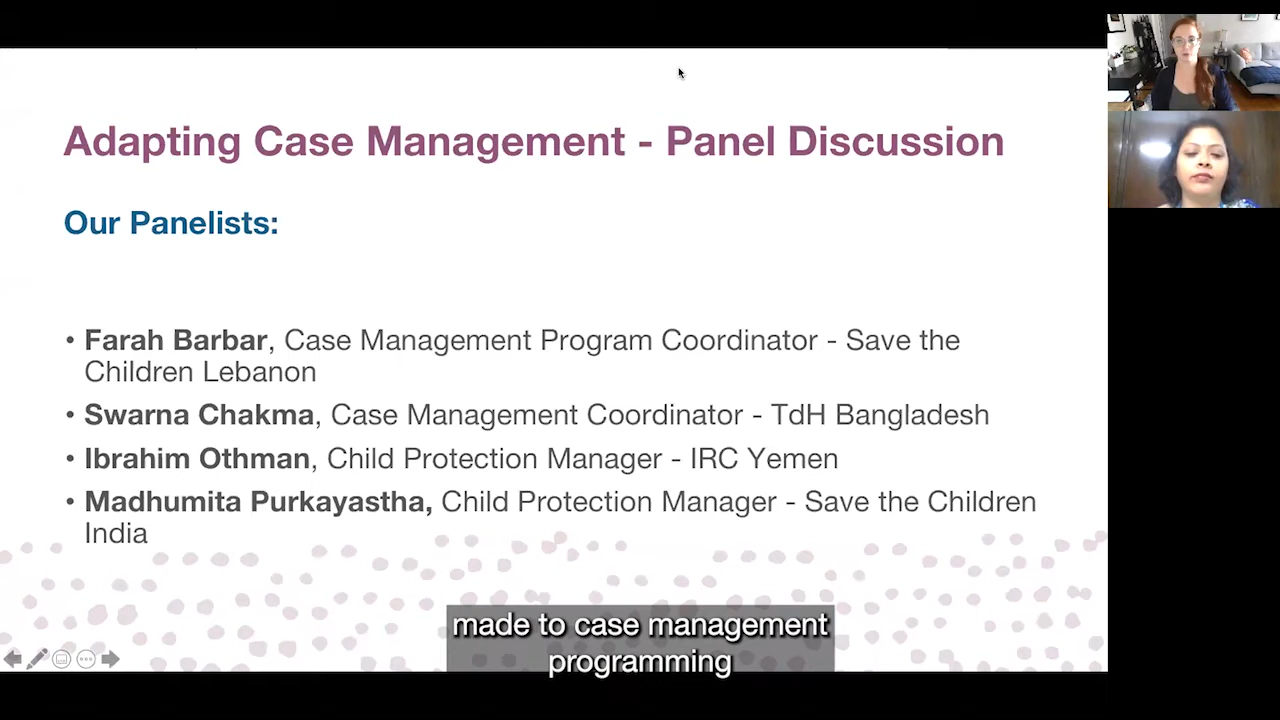 Adapting Case Management - Panel Discussion
Our Panelists:
• Farah Barbar, Case Management Program Coordinator - Save the
Children Lebanon
• Swarna Chakma, Case Management Coordinator - TdH Bangladesh
• Ibrahim Othman, Child Protection Manager - IRC Yemen
• Madhumita Purkayastha, Child Protection Manager - Save the Children
India
made to case management
programming